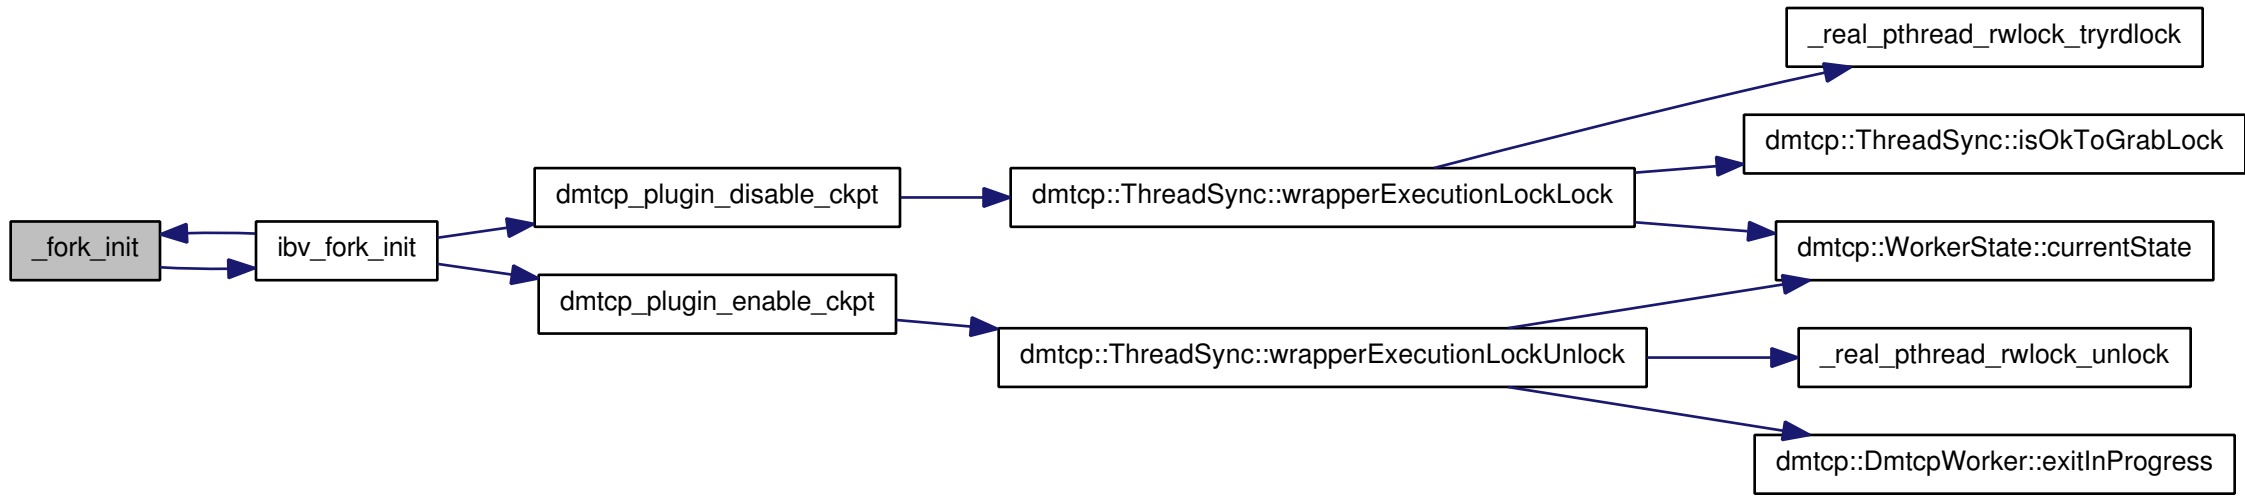 _fork_init
ibv_fork_init
dmtcp_plugin_disable_ckpt
dmtcp_plugin_enable_ckpt
dmtcp::ThreadSync::wrapperExecutionLockLock
dmtcp::ThreadSync::wrapperExecutionLockUnlock
_real_pthread_rwlock_tryrdlock
dmtcp::ThreadSync::isOkToGrabLock
dmtcp::WorkerState::currentState
_real_pthread_rwlock_unlock
dmtcp::DmtcpWorker::exitInProgress